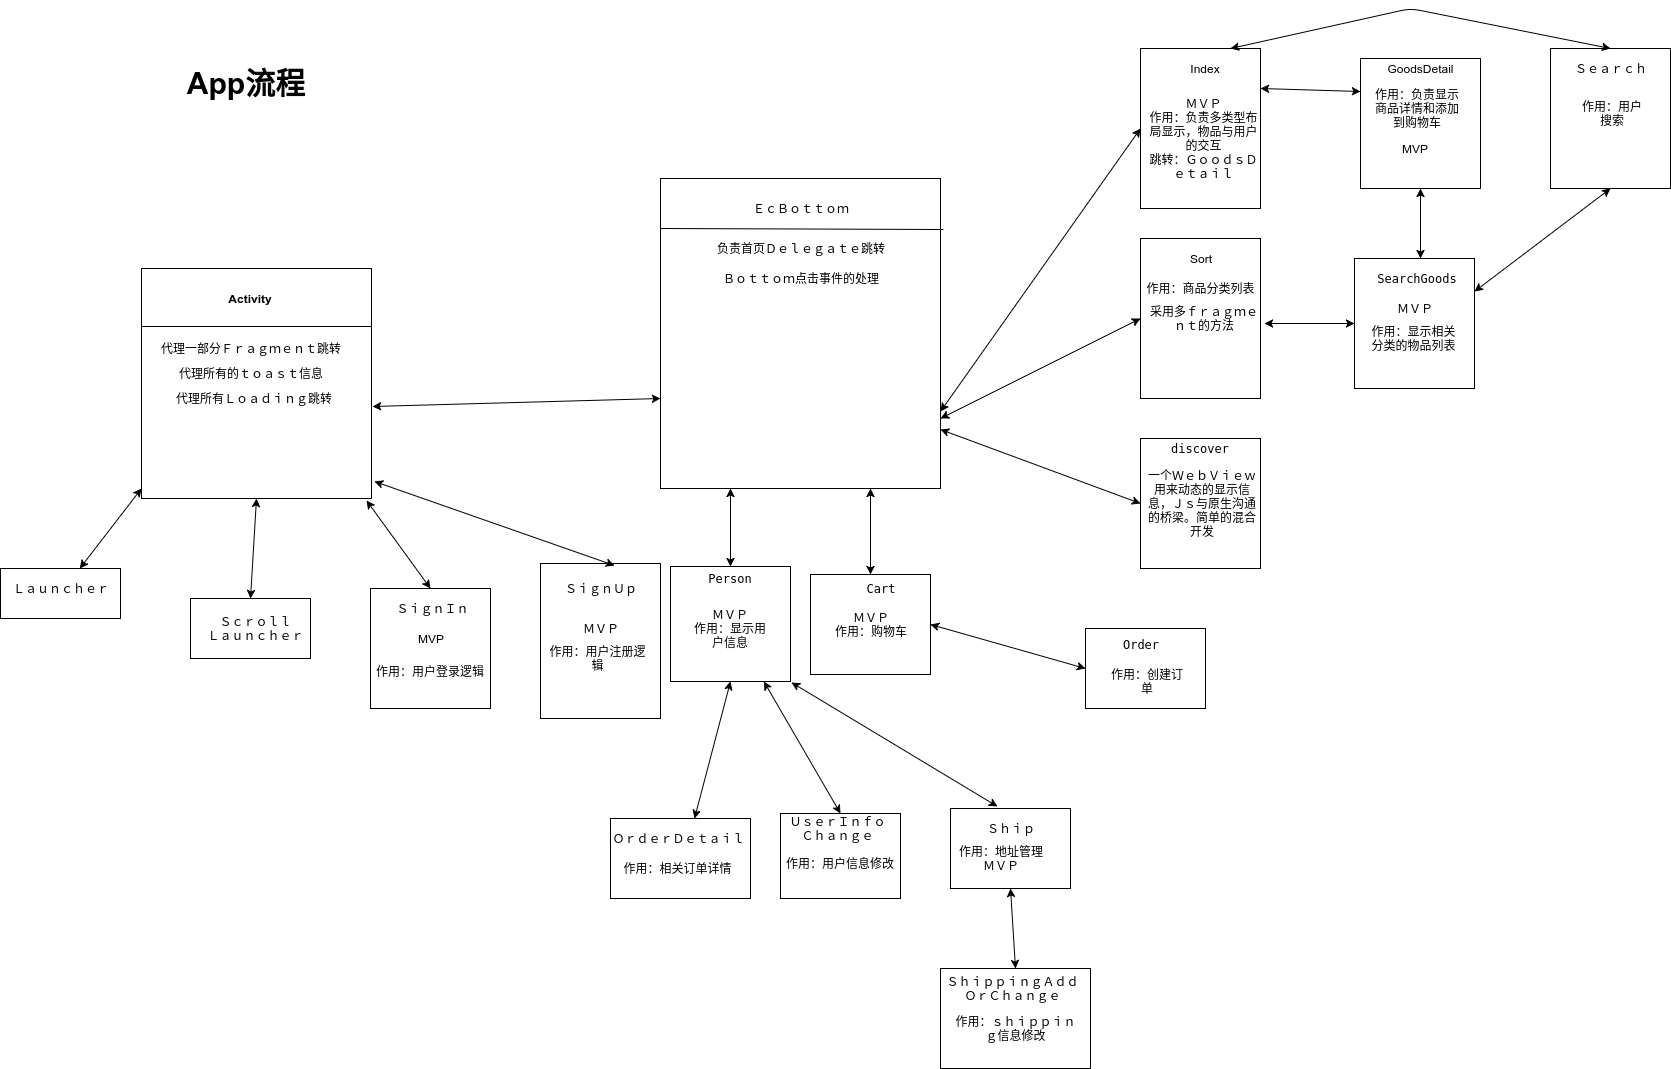 App流程
Activity
代理一部分Ｆｒａｇｍｅｎｔ跳转
代理所有的ｔｏａｓｔ信息
代理所有Ｌｏａｄｉｎｇ跳转
ＥｃＢｏｔｔｏｍ
负责首页Ｄｅｌｅｇａｔｅ跳转
Ｂｏｔｔｏｍ点击事件的处理
Index
ＭＶＰ
作用：负责多类型布
局显示，物品与用户
的交互
跳转：ＧｏｏｄｓＤ
ｅｔａｉｌ
GoodsDetail
作用：负责显示
商品详情和添加
到购物车
MVP
Ｓｅａｒｃｈ
作用：用户
搜索
Sort
作用：商品分类列表
采用多ｆｒａｇｍｅ
ｎｔ的方法
SearchGoods
ＭＶＰ
作用：显示相关
分类的物品列表
discover
一个ＷｅｂＶｉｅｗ
用来动态的显示信
息，Ｊｓ与原生沟通
的桥梁。简单的混合
开发
Ｌａｕｎｃｈｅｒ
Ｓｃｒｏｌｌ
Ｌａｕｎｃｈｅｒ
ＳｉｇｎＩｎ
MVP
作用：用户登录逻辑
ＳｉｇｎＵｐ
ＭＶＰ
作用：用户注册逻
辑
Person
ＭＶＰ
作用：显示用
户信息
Cart
ＭＶＰ
作用：购物车
Order
作用：创建订
单
ＯｒｄｅｒＤｅｔａｉｌ
作用：相关订单详情
ＵｓｅｒＩｎｆｏ
Ｃｈａｎｇｅ
作用：用户信息修改
Ｓｈｉｐ
作用：地址管理
ＭＶＰ
ＳｈｉｐｐｉｎｇＡｄｄ
ＯｒＣｈａｎｇｅ
作用：ｓｈｉｐｐｉｎ
ｇ信息修改